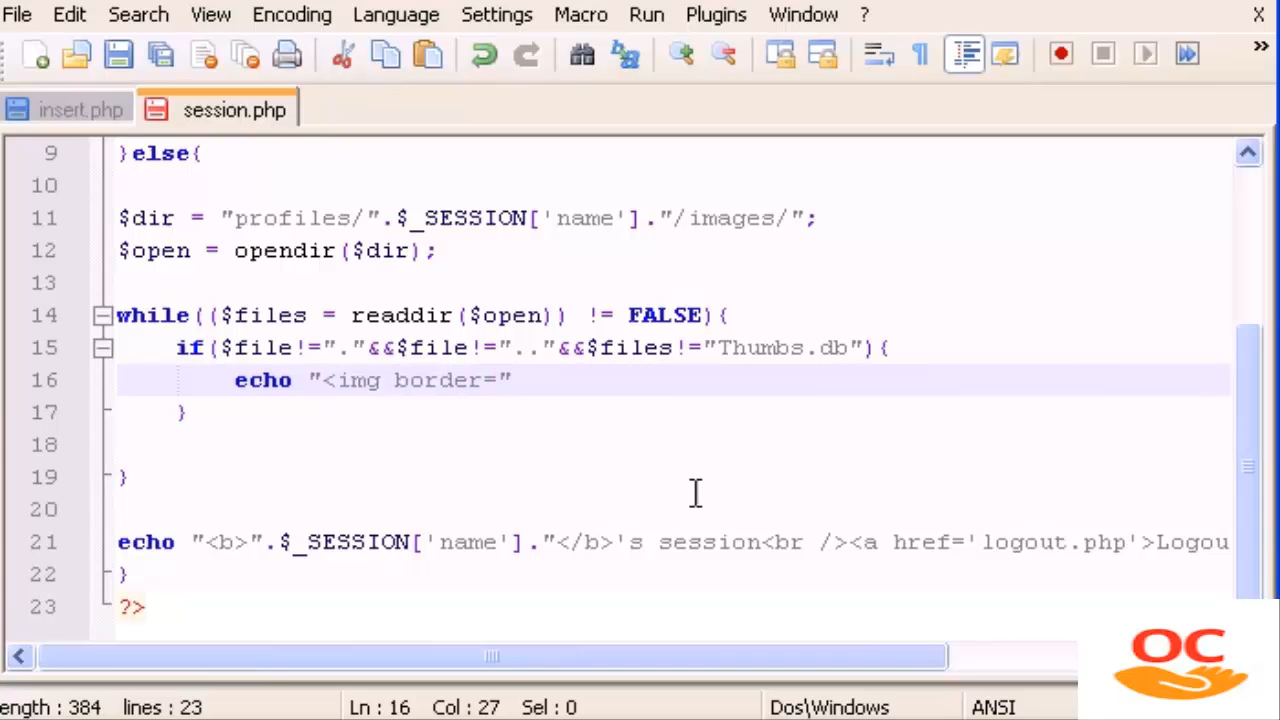 File Edit Search View Encoding Language Settings Macro Run Plugins Window ? X
insert.php session.php
9 }else{
10
11 $dir = "profiles/".$_SESSION['name']."/images/";
12 $open = opendir($dir);
13
14 while(($files = readdir($open)) != FALSE){
15 if($file!="."&&$file!=".."&&$files!="Thumbs.db"){
16 echo "<img border="
17 }
18
19 }
20
21 echo "<b>".$_SESSION['name']."</b>'s session<br /><a href='logout.php'>Logou
22 }
23 ?>
OC
ength : 384 lines : 23 Ln : 16 Col : 27 Sel : 0 Dos\Windows ANSI